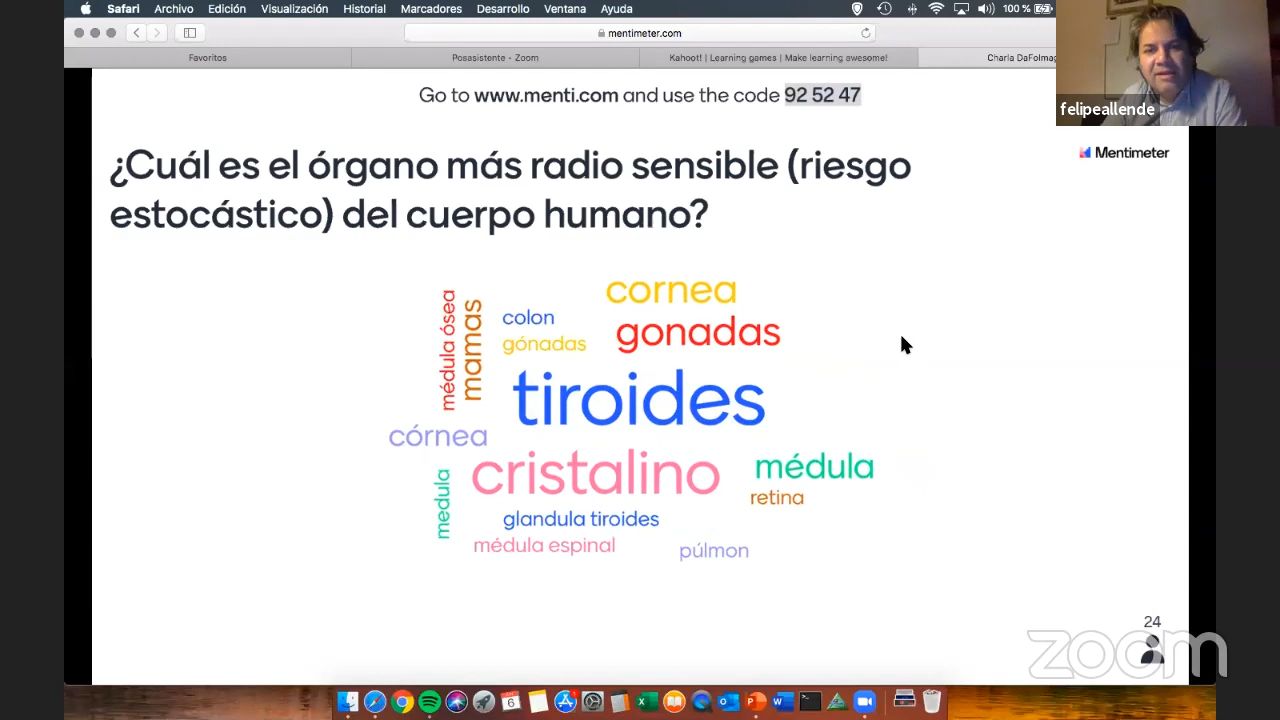 Safari Archivo Edición Visualización Historial Marcadores Desarrollo Ventana Ayuda
100 %
mentimeter.com
Favoritos
Posasistente - Zoom
Kahoot! | Learning games | Make learning awesome!
Charla DaFoImag
felipeallende
Go to www.menti.com and use the code 92 52 47
Mentimeter
¿Cuál es el órgano más radio sensible (riesgo
estocástico) del cuerpo humano?
cornea
médula ósea
mamas
colon
gonadas
gónadas
tiroides
córnea
cristalino
médula
medula
retina
glandula tiroides
médula espinal
púlmon
24
zoom
6